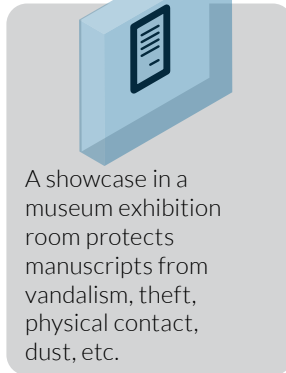 A showcase in a
museum exhibition
room protects
manuscripts from
vandalism, theft,
physical contact,
dust, etc.